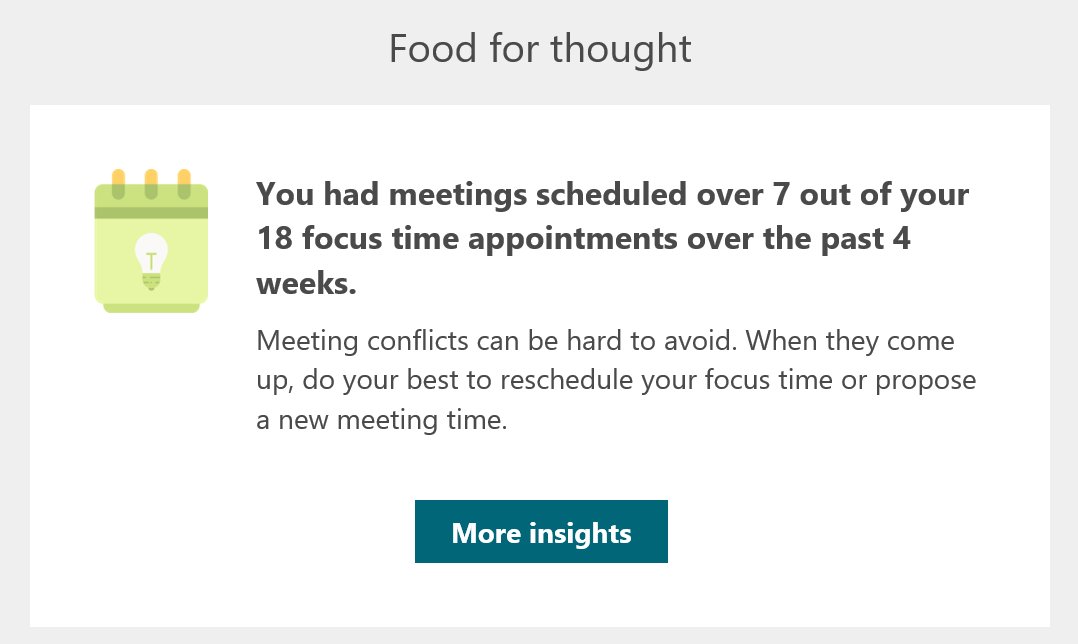 Food for thought
You had meetings scheduled over 7 out of your
18 focus time appointments over the past 4
weeks.
Meeting conflicts can be hard to avoid. When they come
up, do your best to reschedule your focus time or propose
a new meeting time.
More insights